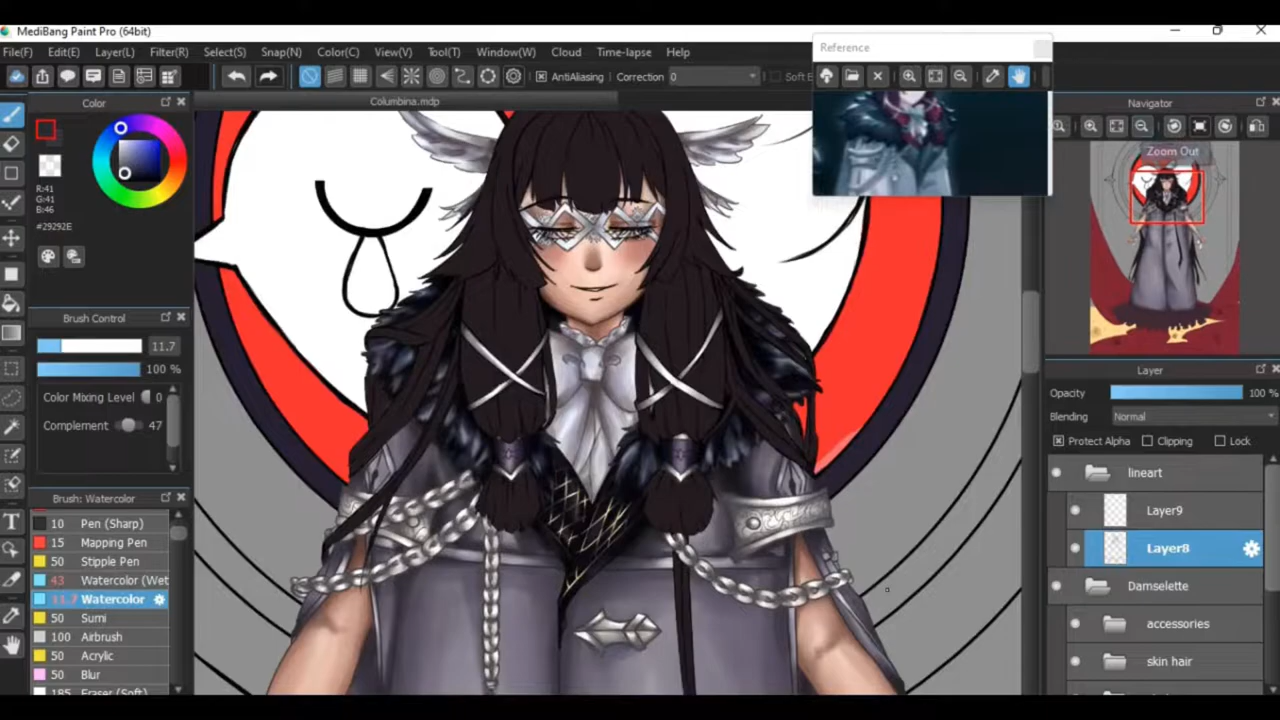 MediBang Paint Pro (64bit)
File(F) Edit(E) Layer(L) Filter(R) Select(S) Snap(N) Color(C) View(V) Tool(T) Window(W) Cloud Time-lapse Help
AntiAliasing Correction 0 Soft E
Reference
Columbina.mdp
Color
R:41
G:41
B:46
#29292E
Brush Control
11.7
100 %
Color Mixing Level 0
Complement 47
Brush: Watercolor
10 Pen (Sharp)
15 Mapping Pen
50 Stipple Pen
43 Watercolor (Wet
11.7 Watercolor
50 Sumi
100 Airbrush
50 Acrylic
50 Blur
185 Eraser (Soft)
Navigator
Zoom Out
Layer
Opacity 100 %
Blending Normal
Protect Alpha Clipping Lock
lineart
Layer9
Layer8
Damselette
accessories
skin hair